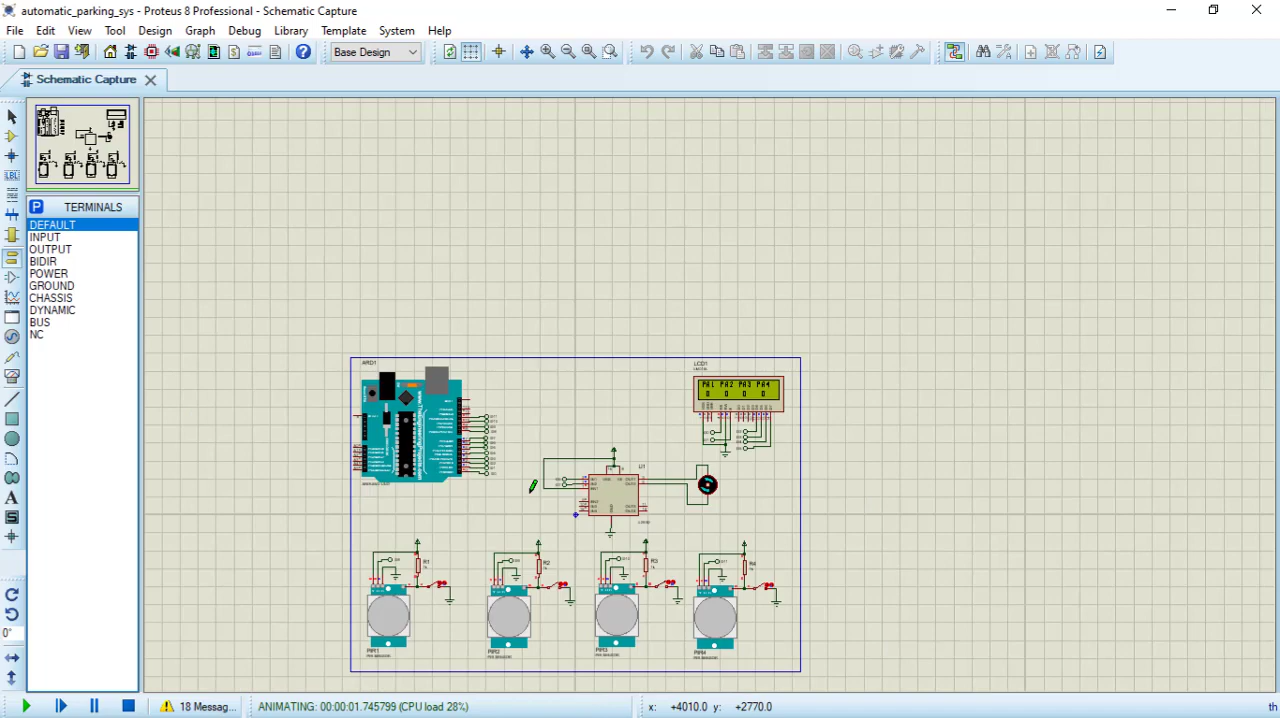 automatic_parking_sys - Proteus 8 Professional - Schematic Capture
File Edit View Tool Design Graph Debug Library Template System Help
Base Design
Schematic Capture
P TERMINALS
DEFAULT
INPUT
OUTPUT
BIDIR
POWER
GROUND
CHASSIS
DYNAMIC
BUS
NC
LBL
A
S
0°
ARD1
LCD1
PA1 PA2 PA3 PA4
0 0 0 0
U1
R1
R2
R3
R4
PIR1
PIR2
PIR3
PIR4
18 Messag...
ANIMATING: 00:00:01.745799 (CPU load 28%)
x: +4010.0 y: +2770.0
th